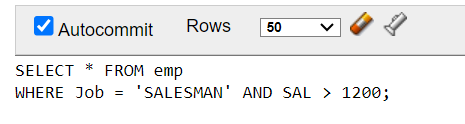 Autocommit Rows 50
SELECT * FROM emp
WHERE Job = 'SALESMAN' AND SAL > 1200;